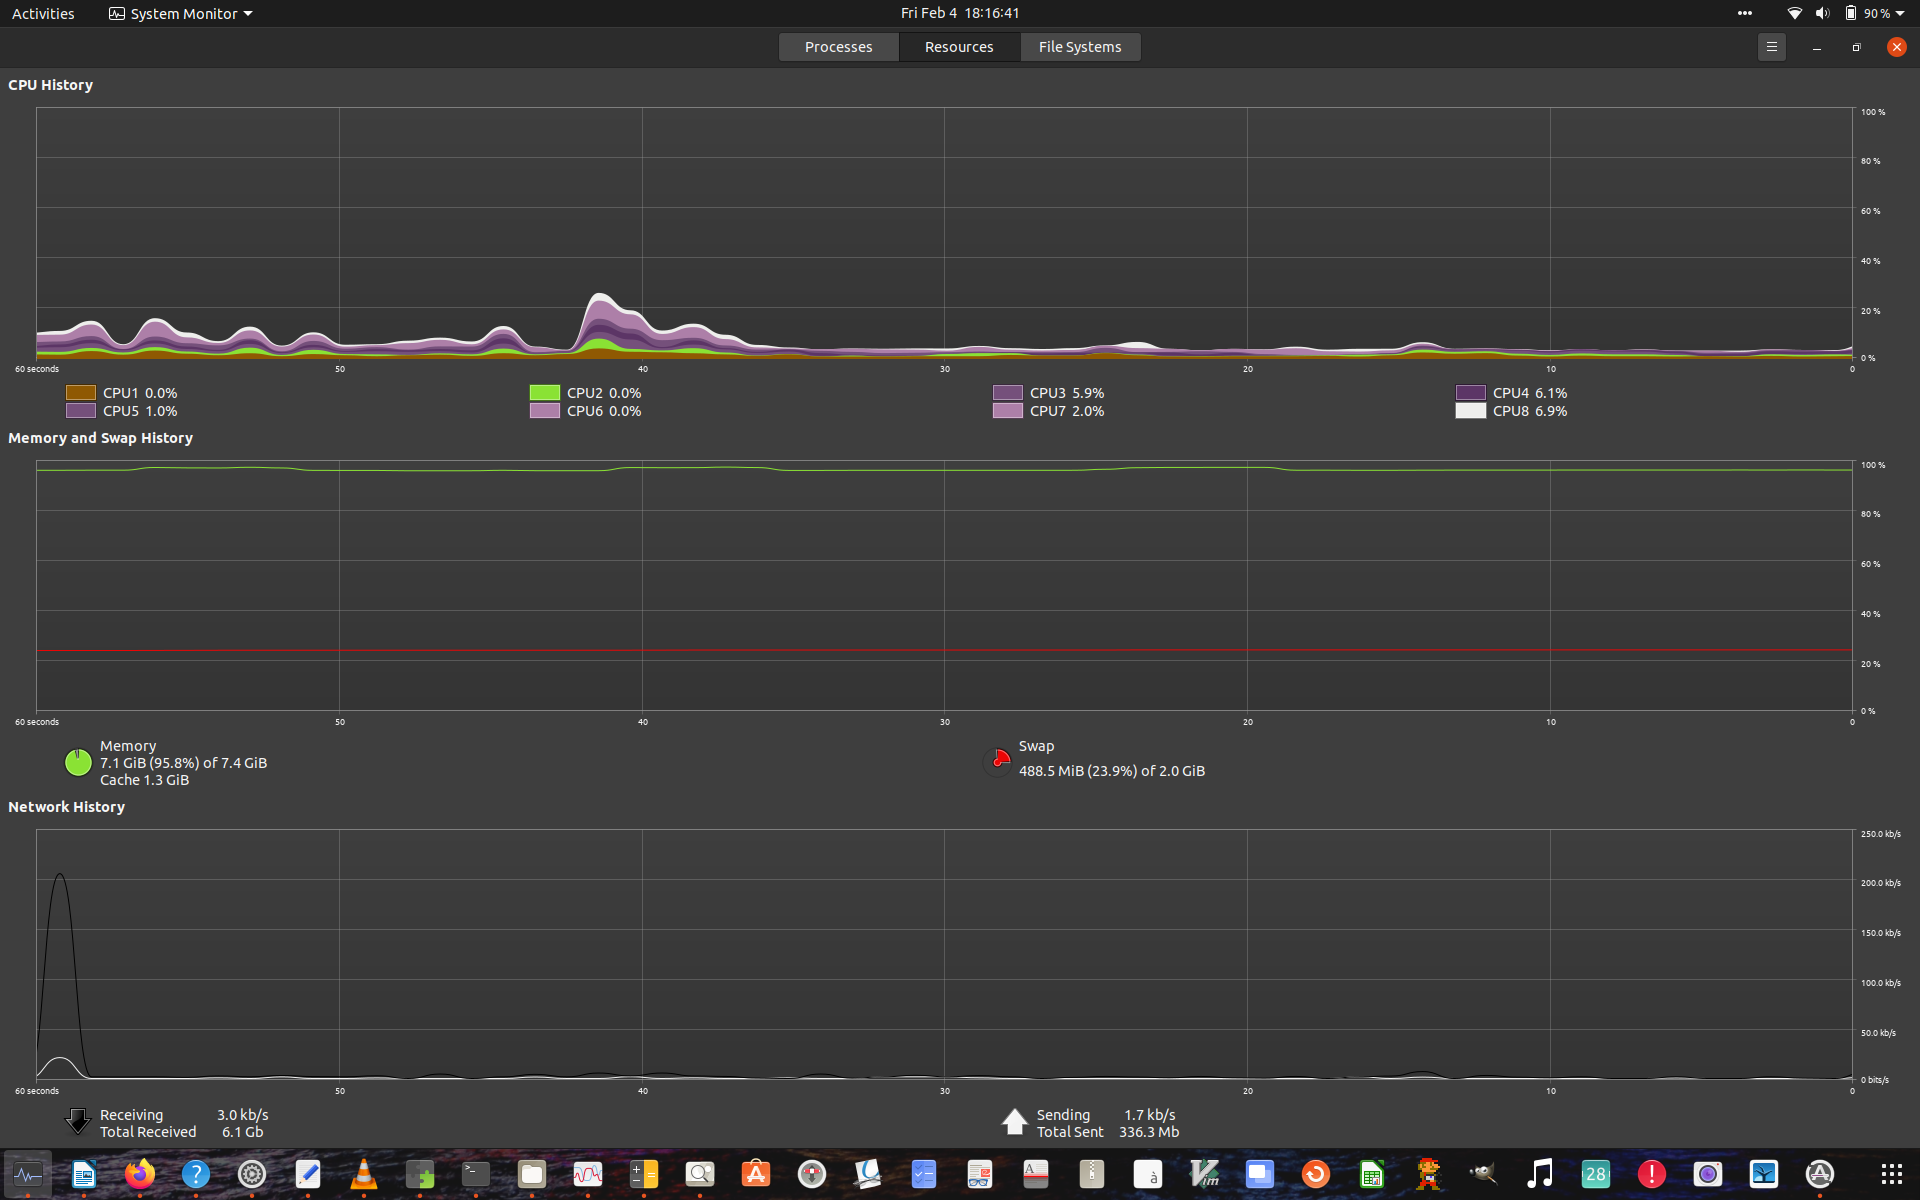 Activities System Monitor Fri Feb 4 18:16:41 90 %
Processes Resources File Systems
CPU History
100 %
80 %
60 %
40 %
20 %
0 %
60 seconds 50 40 30 20 10 0
CPU1 0.0% CPU2 0.0% CPU3 5.9% CPU4 6.1%
CPU5 1.0% CPU6 0.0% CPU7 2.0% CPU8 6.9%
Memory and Swap History
100 %
80 %
60 %
40 %
20 %
0 %
60 seconds 50 40 30 20 10 0
Memory Swap
7.1 GiB (95.8%) of 7.4 GiB 488.5 MiB (23.9%) of 2.0 GiB
Cache 1.3 GiB
Network History
250.0 kb/s
200.0 kb/s
150.0 kb/s
100.0 kb/s
50.0 kb/s
0 bits/s
60 seconds 50 40 30 20 10 0
Receiving 3.0 kb/s Sending 1.7 kb/s
Total Received 6.1 Gb Total Sent 336.3 Mb
? >_ A à Vim 28 !